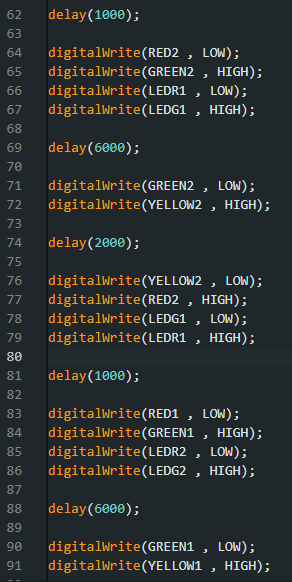 62 delay(1000);
63
64 digitalWrite(RED2 , LOW);
65 digitalWrite(GREEN2 , HIGH);
66 digitalWrite(LEDR1 , LOW);
67 digitalWrite(LEDG1 , HIGH);
68
69 delay(6000);
70
71 digitalWrite(GREEN2 , LOW);
72 digitalWrite(YELLOW2 , HIGH);
73
74 delay(2000);
75
76 digitalWrite(YELLOW2 , LOW);
77 digitalWrite(RED2 , HIGH);
78 digitalWrite(LEDG1 , LOW);
79 digitalWrite(LEDR1 , HIGH);
80
81 delay(1000);
82
83 digitalWrite(RED1 , LOW);
84 digitalWrite(GREEN1 , HIGH);
85 digitalWrite(LEDR2 , LOW);
86 digitalWrite(LEDG2 , HIGH);
87
88 delay(6000);
89
90 digitalWrite(GREEN1 , LOW);
91 digitalWrite(YELLOW1 , HIGH);